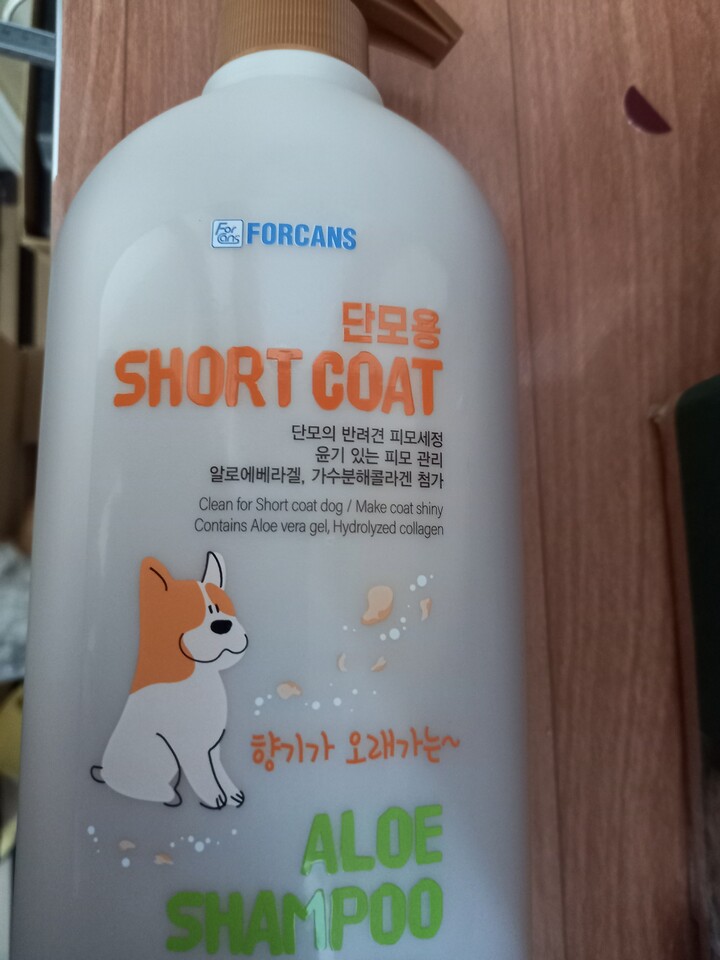 For
cans FORCANS
단모용
SHORT COAT
단모의 반려견 피모세정
윤기 있는 피모 관리
알로에베라겔, 가수분해콜라겐 첨가
Clean for Short coat dog / Make coat shiny
Contains Aloe vera gel, Hydrolyzed collagen
향기가 오래가는~
ALOE
SHAMPOO